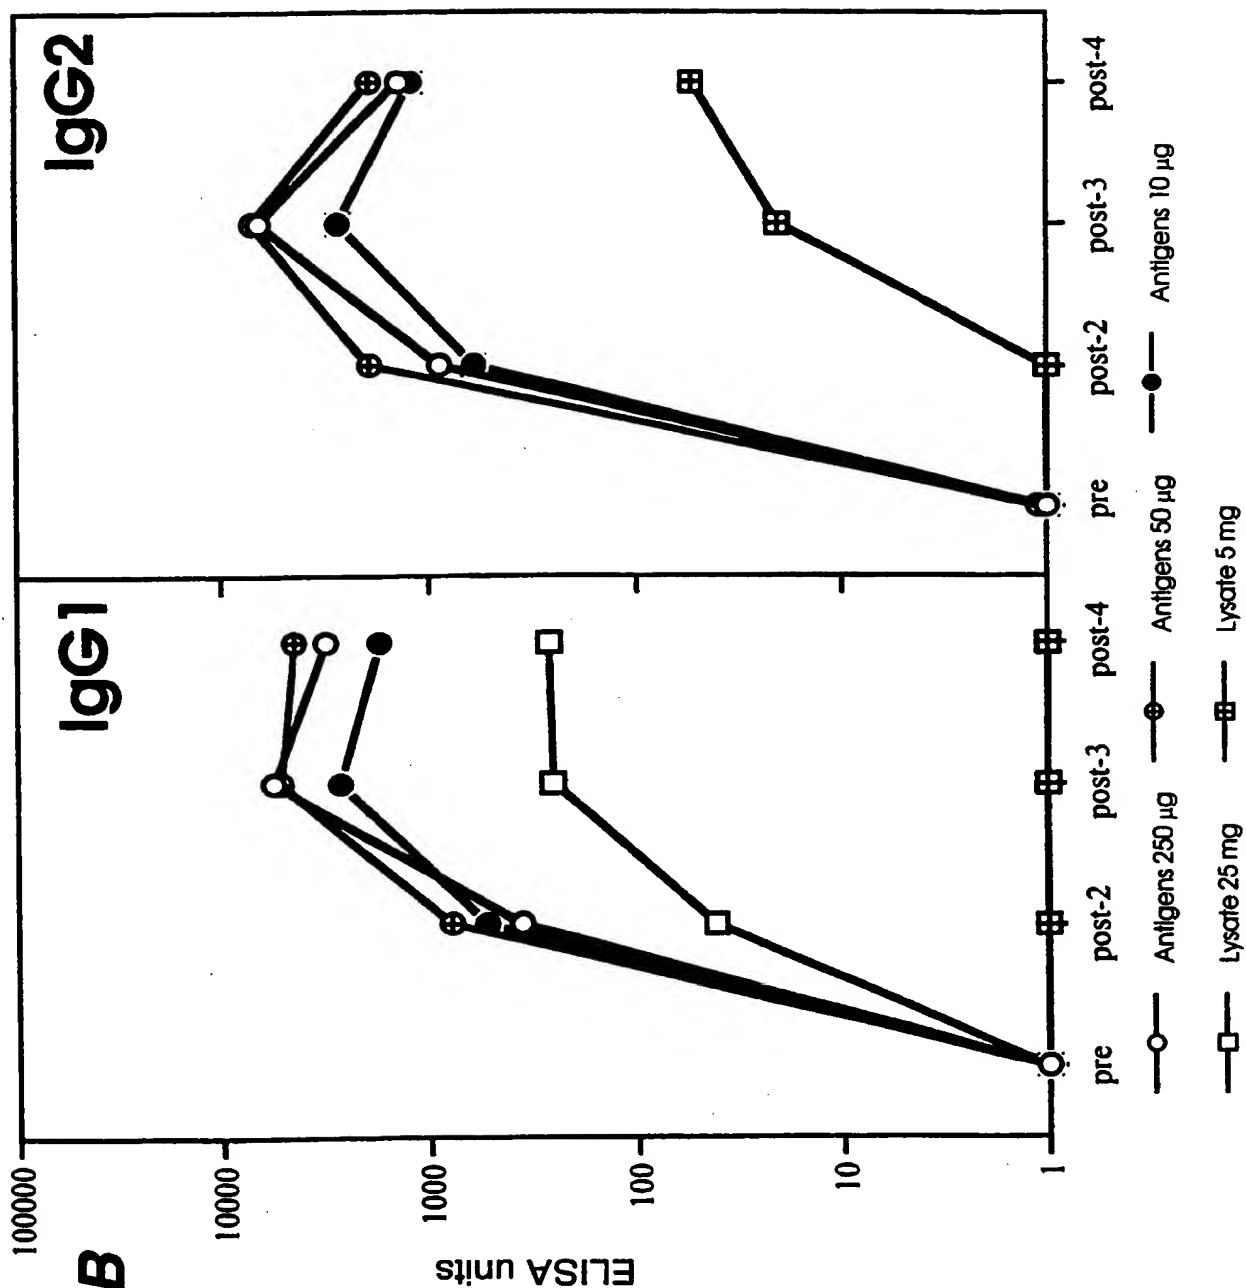 B
IgG1
IgG2
ELISA units
100000
10000
1000
100
10
1
pre post-2 post-3 post-4
pre post-2 post-3 post-4
Antigens 250 µg Antigens 50 µg Antigens 10 µg
Lysate 25 mg Lysate 5 mg